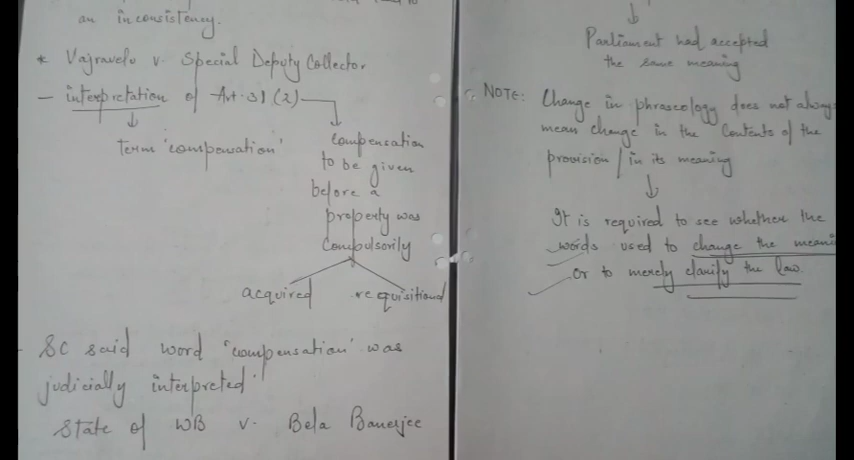 an inconsistency.
* Vajravelu v. Special Deputy Collector
– interpretation of Art. 31 (2)
term 'compensation'
compensation
to be given
before a
property was
compulsorily
acquired requisitioned
SC said word 'compensation' was
judicially interpreted'
State of WB v. Bela Banerjee
Parliament had accepted
the same meaning
NOTE: Change in phraseology does not always
mean change in the contents of the
provision / in its meaning
It is required to see whether the
words used to change the meani
or to merely clarify the law.